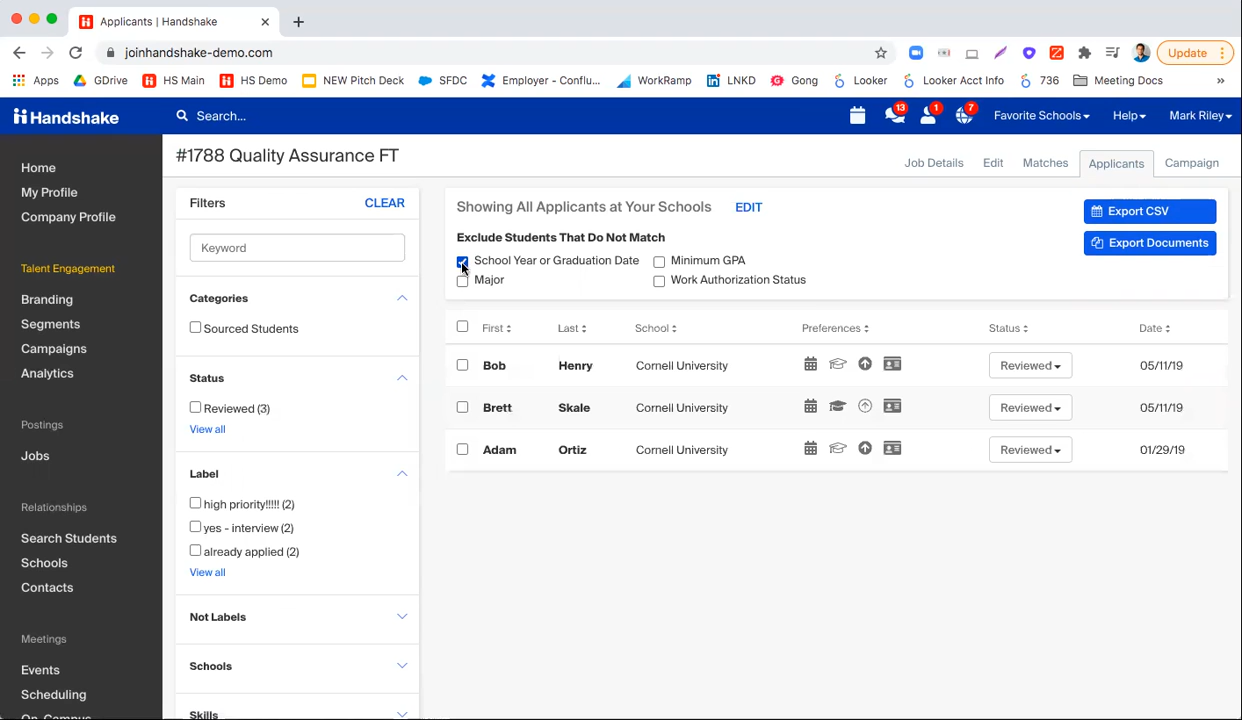 Applicants | Handshake
joinhandshake-demo.com
Update
Apps GDrive HS Main HS Demo NEW Pitch Deck SFDC Employer - Conflu... WorkRamp LNKD Gong Looker Looker Acct Info 736 Meeting Docs »
Handshake Search... 13 1 7 Favorite Schools Help Mark Riley
#1788 Quality Assurance FT
Job Details Edit Matches Applicants Campaign
Home
My Profile
Company Profile
Talent Engagement
Branding
Segments
Campaigns
Analytics
Postings
Jobs
Relationships
Search Students
Schools
Contacts
Meetings
Events
Scheduling
On-Campus
Filters CLEAR
Keyword
Categories
Sourced Students
Status
Reviewed (3)
View all
Label
high priority!!!!! (2)
yes - interview (2)
already applied (2)
View all
Not Labels
Schools
Skills
Showing All Applicants at Your Schools EDIT
Export CSV
Export Documents
Exclude Students That Do Not Match
School Year or Graduation Date Minimum GPA
Major Work Authorization Status
First Last School Preferences Status Date
Bob Henry Cornell University Reviewed 05/11/19
Brett Skale Cornell University Reviewed 05/11/19
Adam Ortiz Cornell University Reviewed 01/29/19